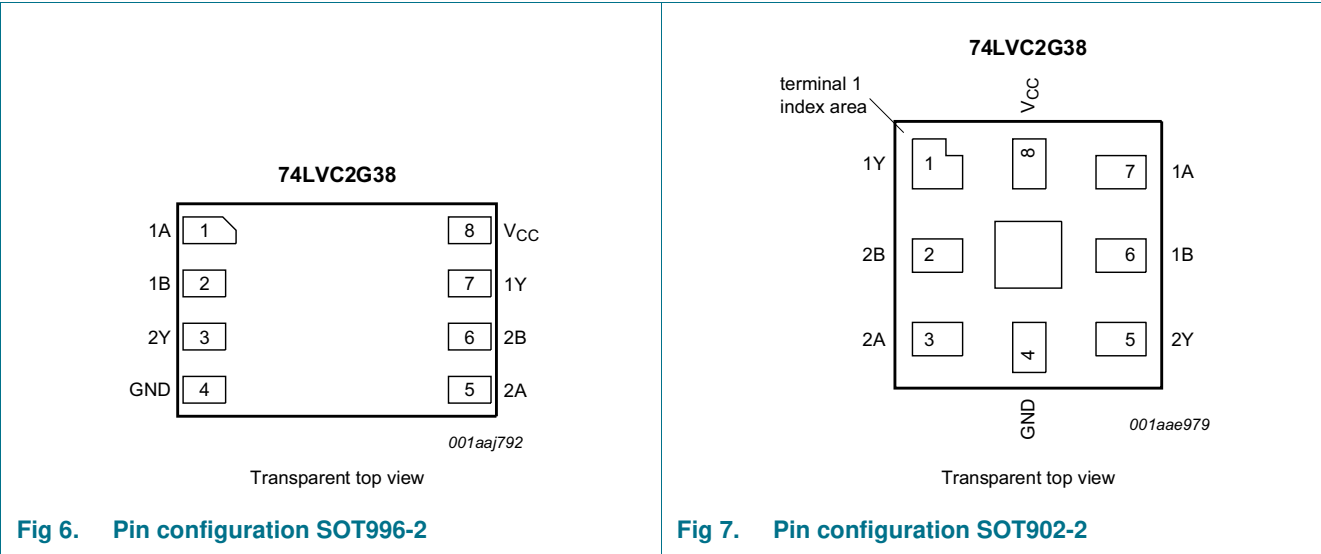 74LVC2G38
1A 1 8 VCC
1B 2 7 1Y
2Y 3 6 2B
GND 4 5 2A
001aaj792
Transparent top view
Fig 6. Pin configuration SOT996-2
74LVC2G38
terminal 1
index area
VCC
1Y 1 8 7 1A
2B 2 6 1B
2A 3 4 5 2Y
GND
001aae979
Transparent top view
Fig 7. Pin configuration SOT902-2